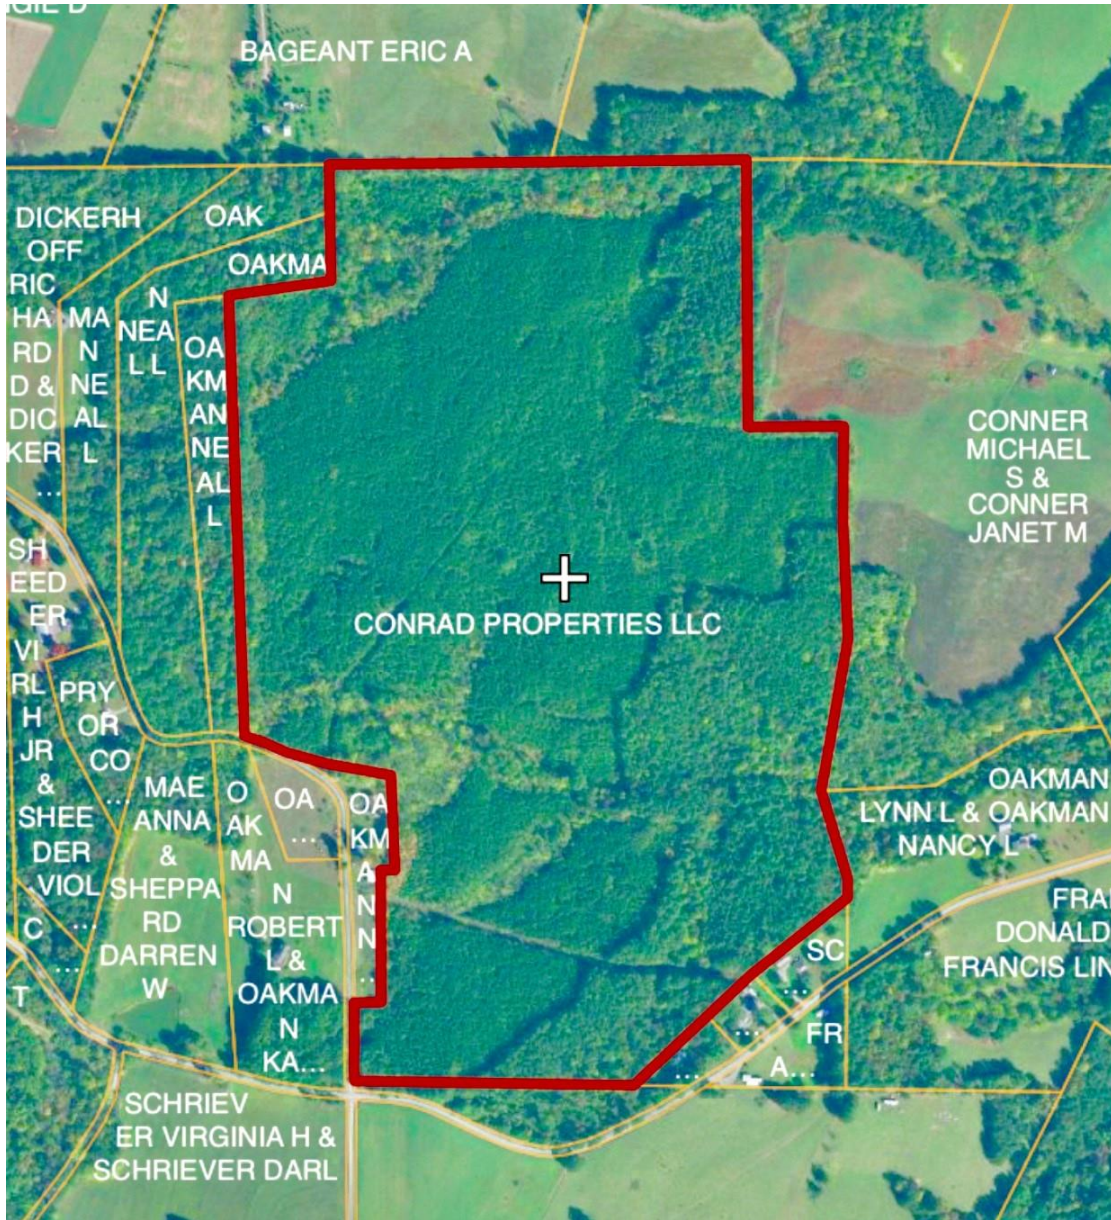 GIE D
BAGEANT ERIC A
DICKERH
OFF
RIC
HA
RD
D &
DIC
KER
...
OAK
MA
N
NE
AL
L
OAKMA
N
NEA
L L
OA
KM
AN
NE
AL
L
CONNER
MICHAEL
S &
CONNER
JANET M
CONRAD PROPERTIES LLC
SH
EED
ER
VI
RL
H
JR
&
SHEE
DER
VIOL
...
PRY
OR
CO
...
MAE
ANNA
&
SHEPPA
RD
DARREN
W
O
AK
MA
N
ROBERT
L &
OAKMA
N
KA...
OA
...
OA
KM
A
N
N
...
OAKMAN
LYNN L & OAKMAN
NANCY L
FRA
DONALD
FRANCIS LIN
C
...
T
SC
...
...
FR
A...
...
SCHRIEV
ER VIRGINIA H &
SCHRIEVER DARL